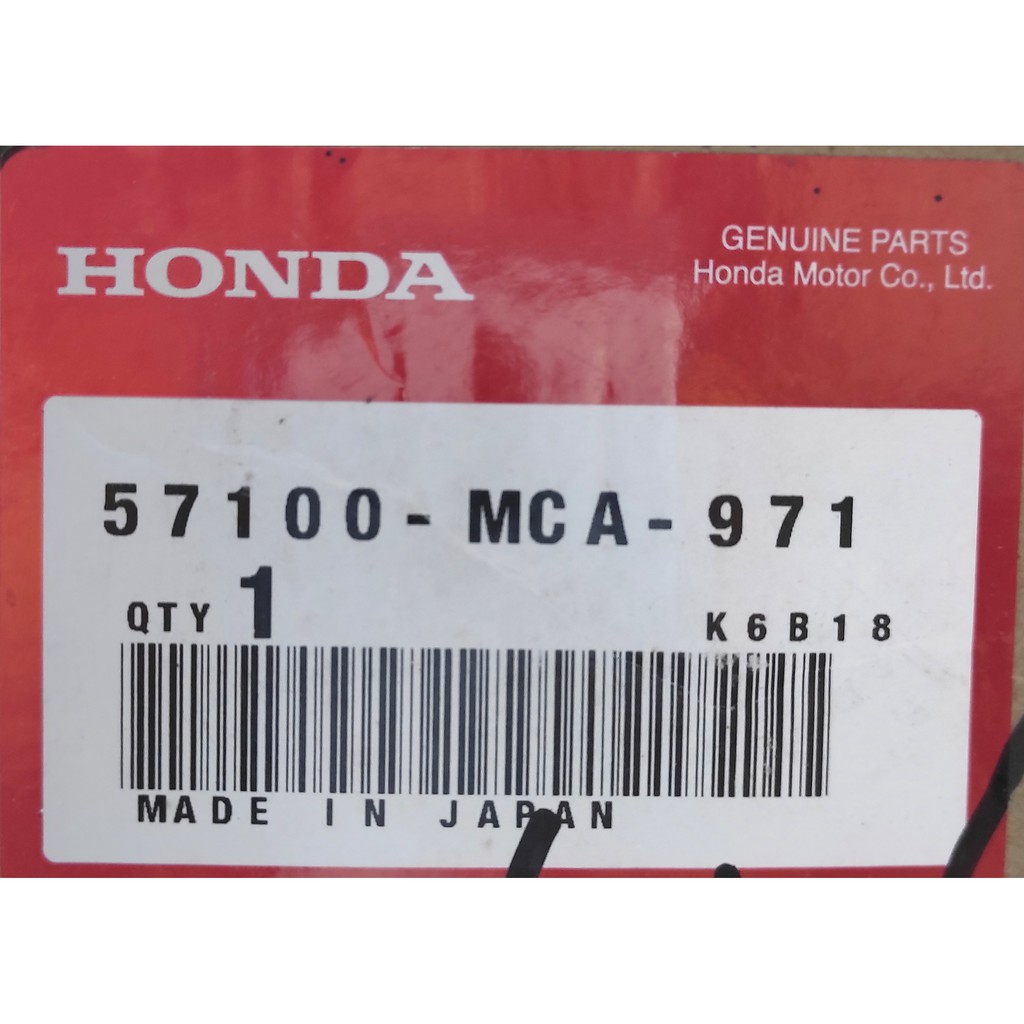 HONDA
GENUINE PARTS
Honda Motor Co., Ltd.
57100-MCA-971
QTY 1
K6B18
MADE IN JAPAN